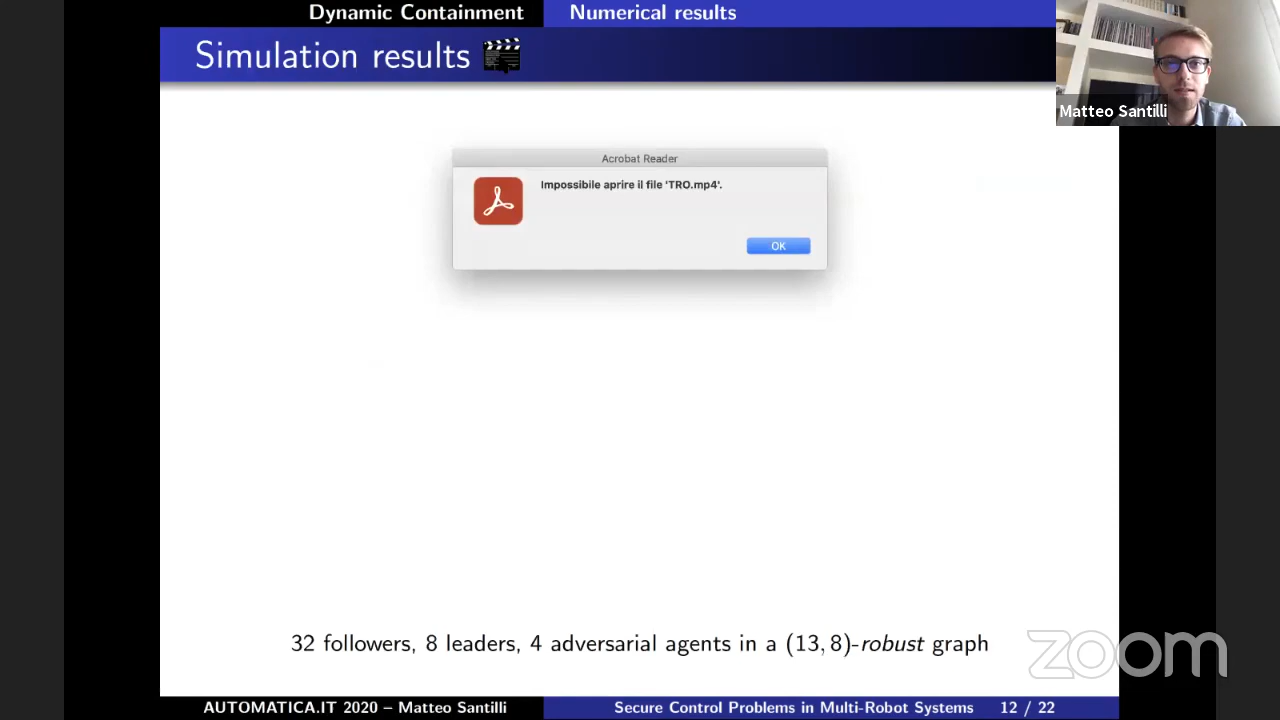 Dynamic Containment
Numerical results
Simulation results
Matteo Santilli
Acrobat Reader
Impossibile aprire il file 'TRO.mp4'.
OK
32 followers, 8 leaders, 4 adversarial agents in a (13, 8)-robust graph
zoom
AUTOMATICA.IT 2020 – Matteo Santilli
Secure Control Problems in Multi-Robot Systems
12 / 22